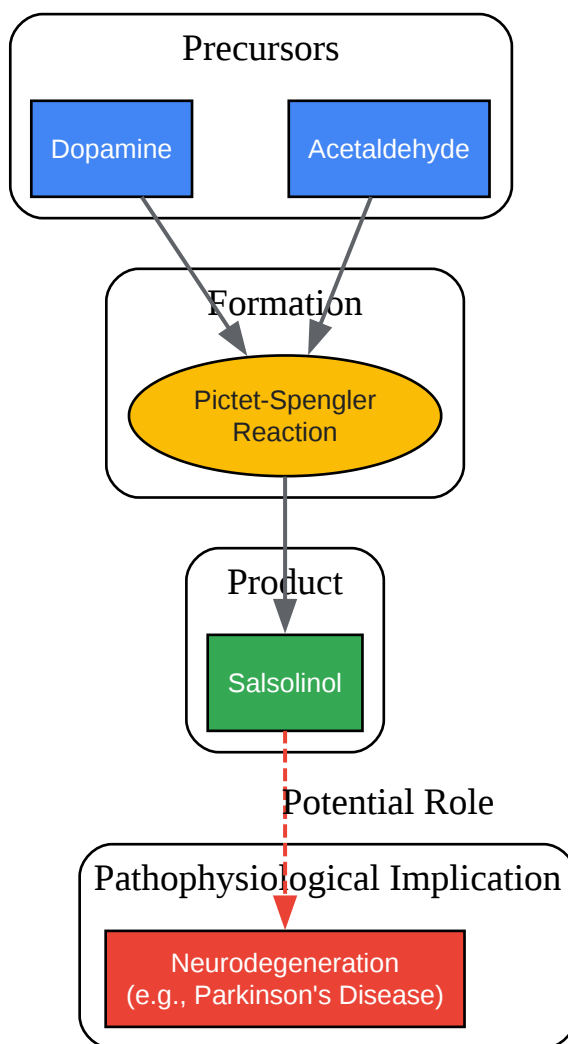 Precursors
Dopamine
Acetaldehyde
Formation
Pictet-Spengler
Reaction
Product
Salsolinol
Potential Role
Pathophysiological Implication
Neurodegeneration
(e.g., Parkinson's Disease)